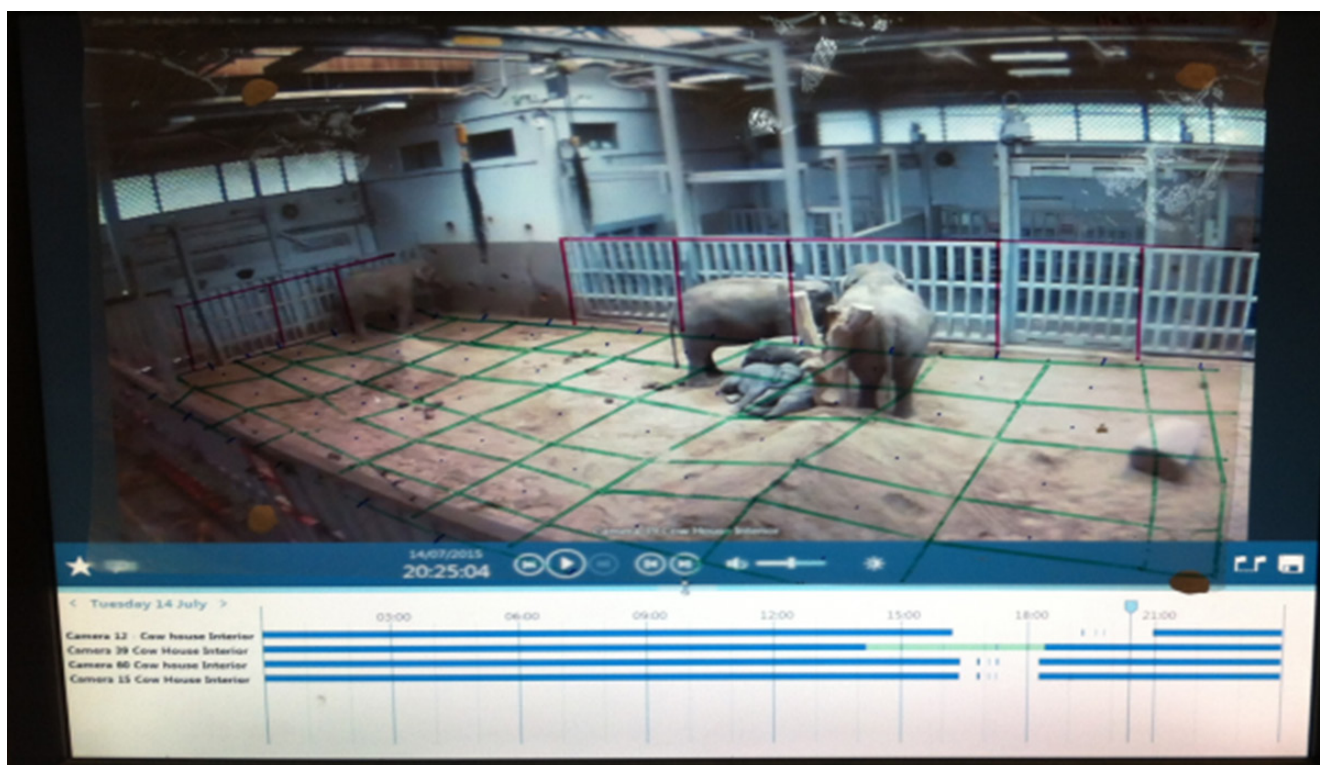 14/07/2015
20:25:04
< Tuesday 14 July >
03:00 06:00 09:00 12:00 15:00 18:00 21:00
Camera 12 - Cow house Interior
Camera 39 Cow House Interior
Camera 60 Cow house Interior
Camera 15 Cow House Interior